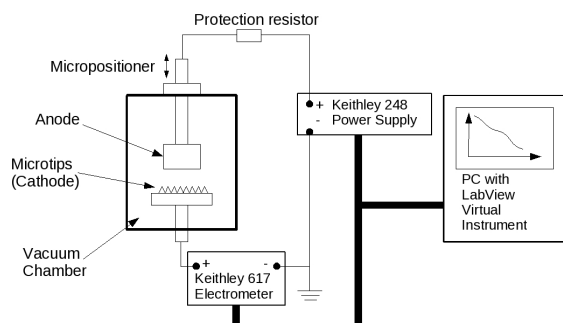 Protection resistor
Micropositioner
Anode
Microtips
(Cathode)
Vacuum
Chamber
+ Keithley 248
- Power Supply
PC with
LabView
Virtual
Instrument
+ -
Keithley 617
Electrometer